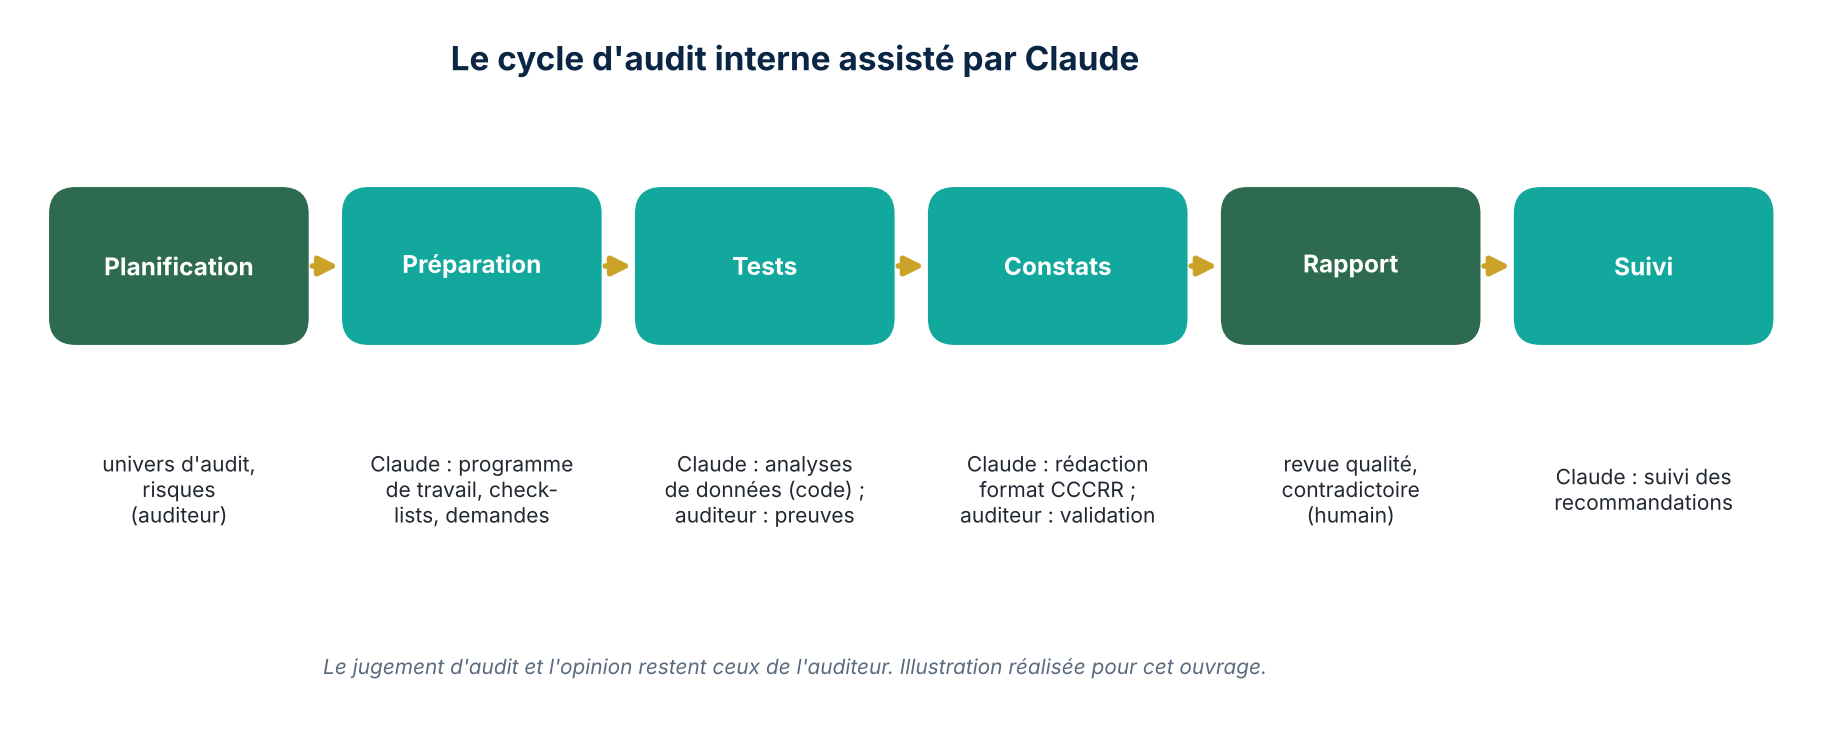 Le cycle d'audit interne assisté par Claude
Planification
Préparation
Tests
Constats
Rapport
Suivi
univers d'audit,
risques
(auditeur)
Claude : programme
de travail, check-
lists, demandes
Claude : analyses
de données (code) ;
auditeur : preuves
Claude : rédaction
format CCCRR ;
auditeur : validation
revue qualité,
contradictoire
(humain)
Claude : suivi des
recommandations
Le jugement d'audit et l'opinion restent ceux de l'auditeur. Illustration réalisée pour cet ouvrage.